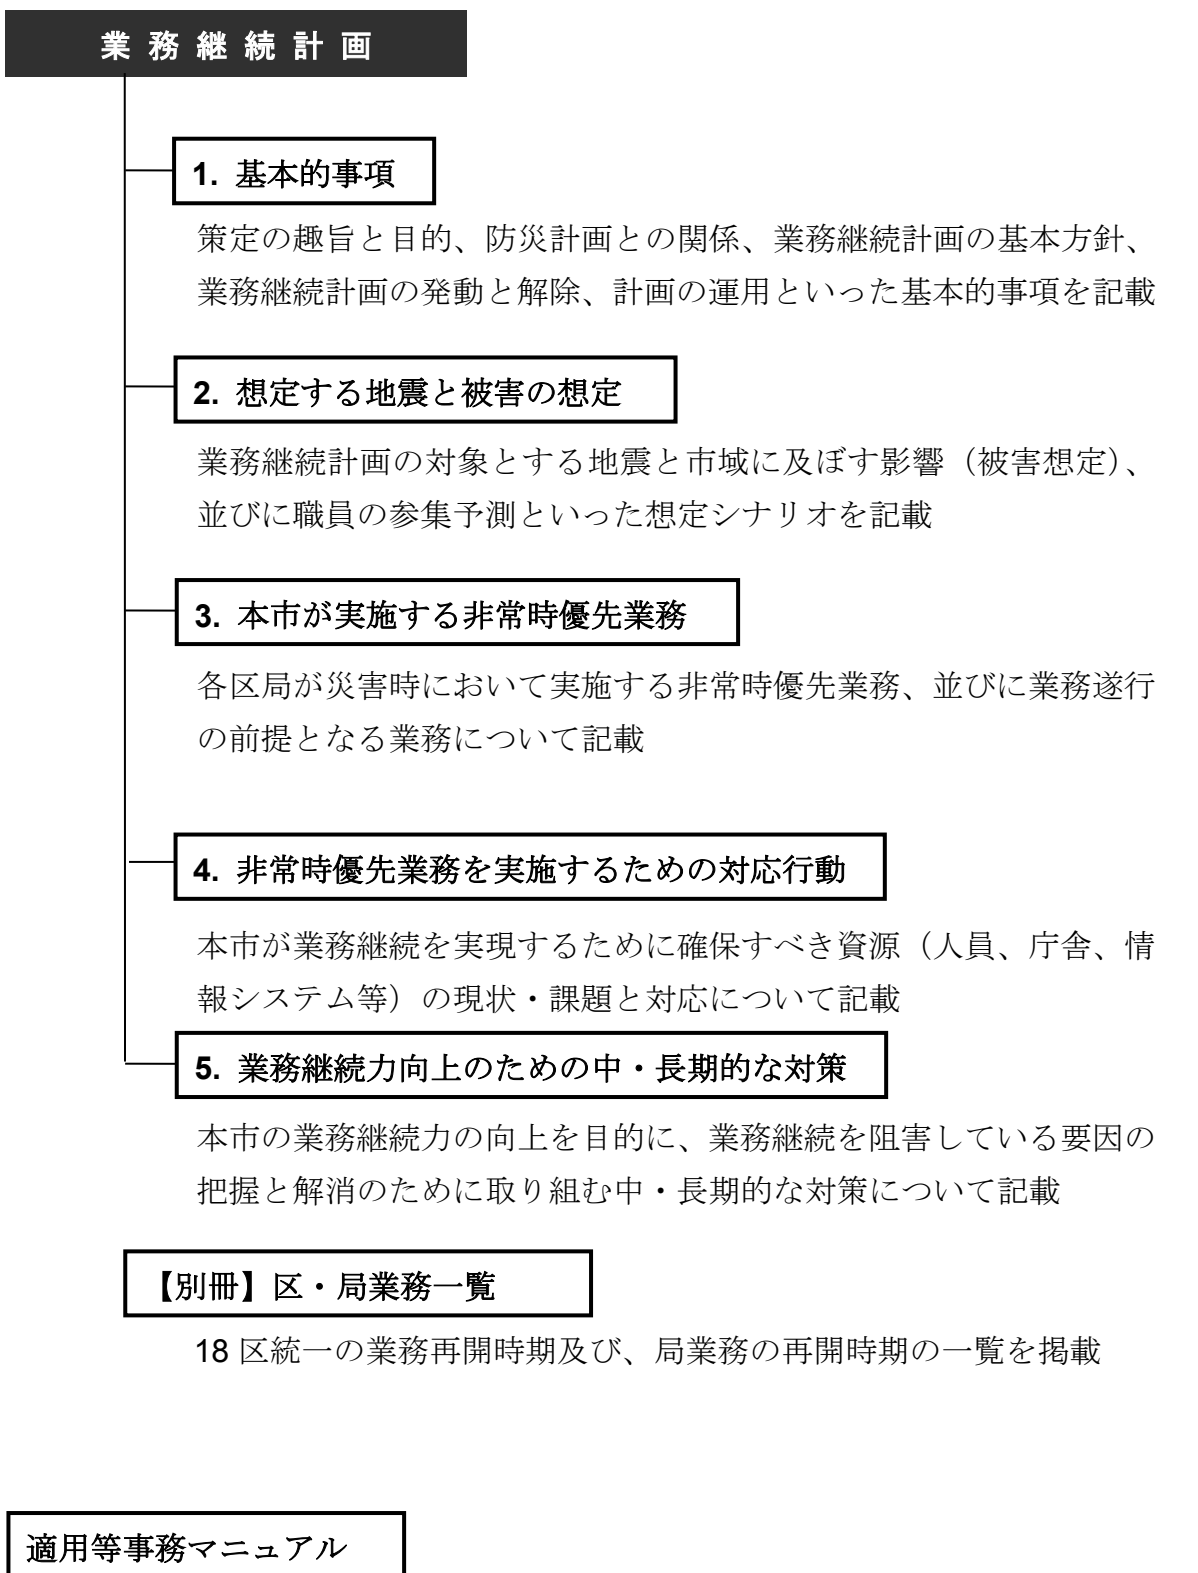 業務継続計画
1. 基本的事項
策定の趣旨と目的、防災計画との関係、業務継続計画の基本方針、
業務継続計画の発動と解除、計画の運用といった基本的事項を記載
2. 想定する地震と被害の想定
業務継続計画の対象とする地震と市域に及ぼす影響（被害想定）、
並びに職員の参集予測といった想定シナリオを記載
3. 本市が実施する非常時優先業務
各区局が災害時において実施する非常時優先業務、並びに業務遂行
の前提となる業務について記載
4. 非常時優先業務を実施するための対応行動
本市が業務継続を実現するために確保すべき資源（人員、庁舎、情
報システム等）の現状・課題と対応について記載
5. 業務継続力向上のための中・長期的な対策
本市の業務継続力の向上を目的に、業務継続を阻害している要因の
把握と解消のために取り組む中・長期的な対策について記載
【別冊】区・局業務一覧
18 区統一の業務再開時期及び、局業務の再開時期の一覧を掲載
適用等事務マニュアル